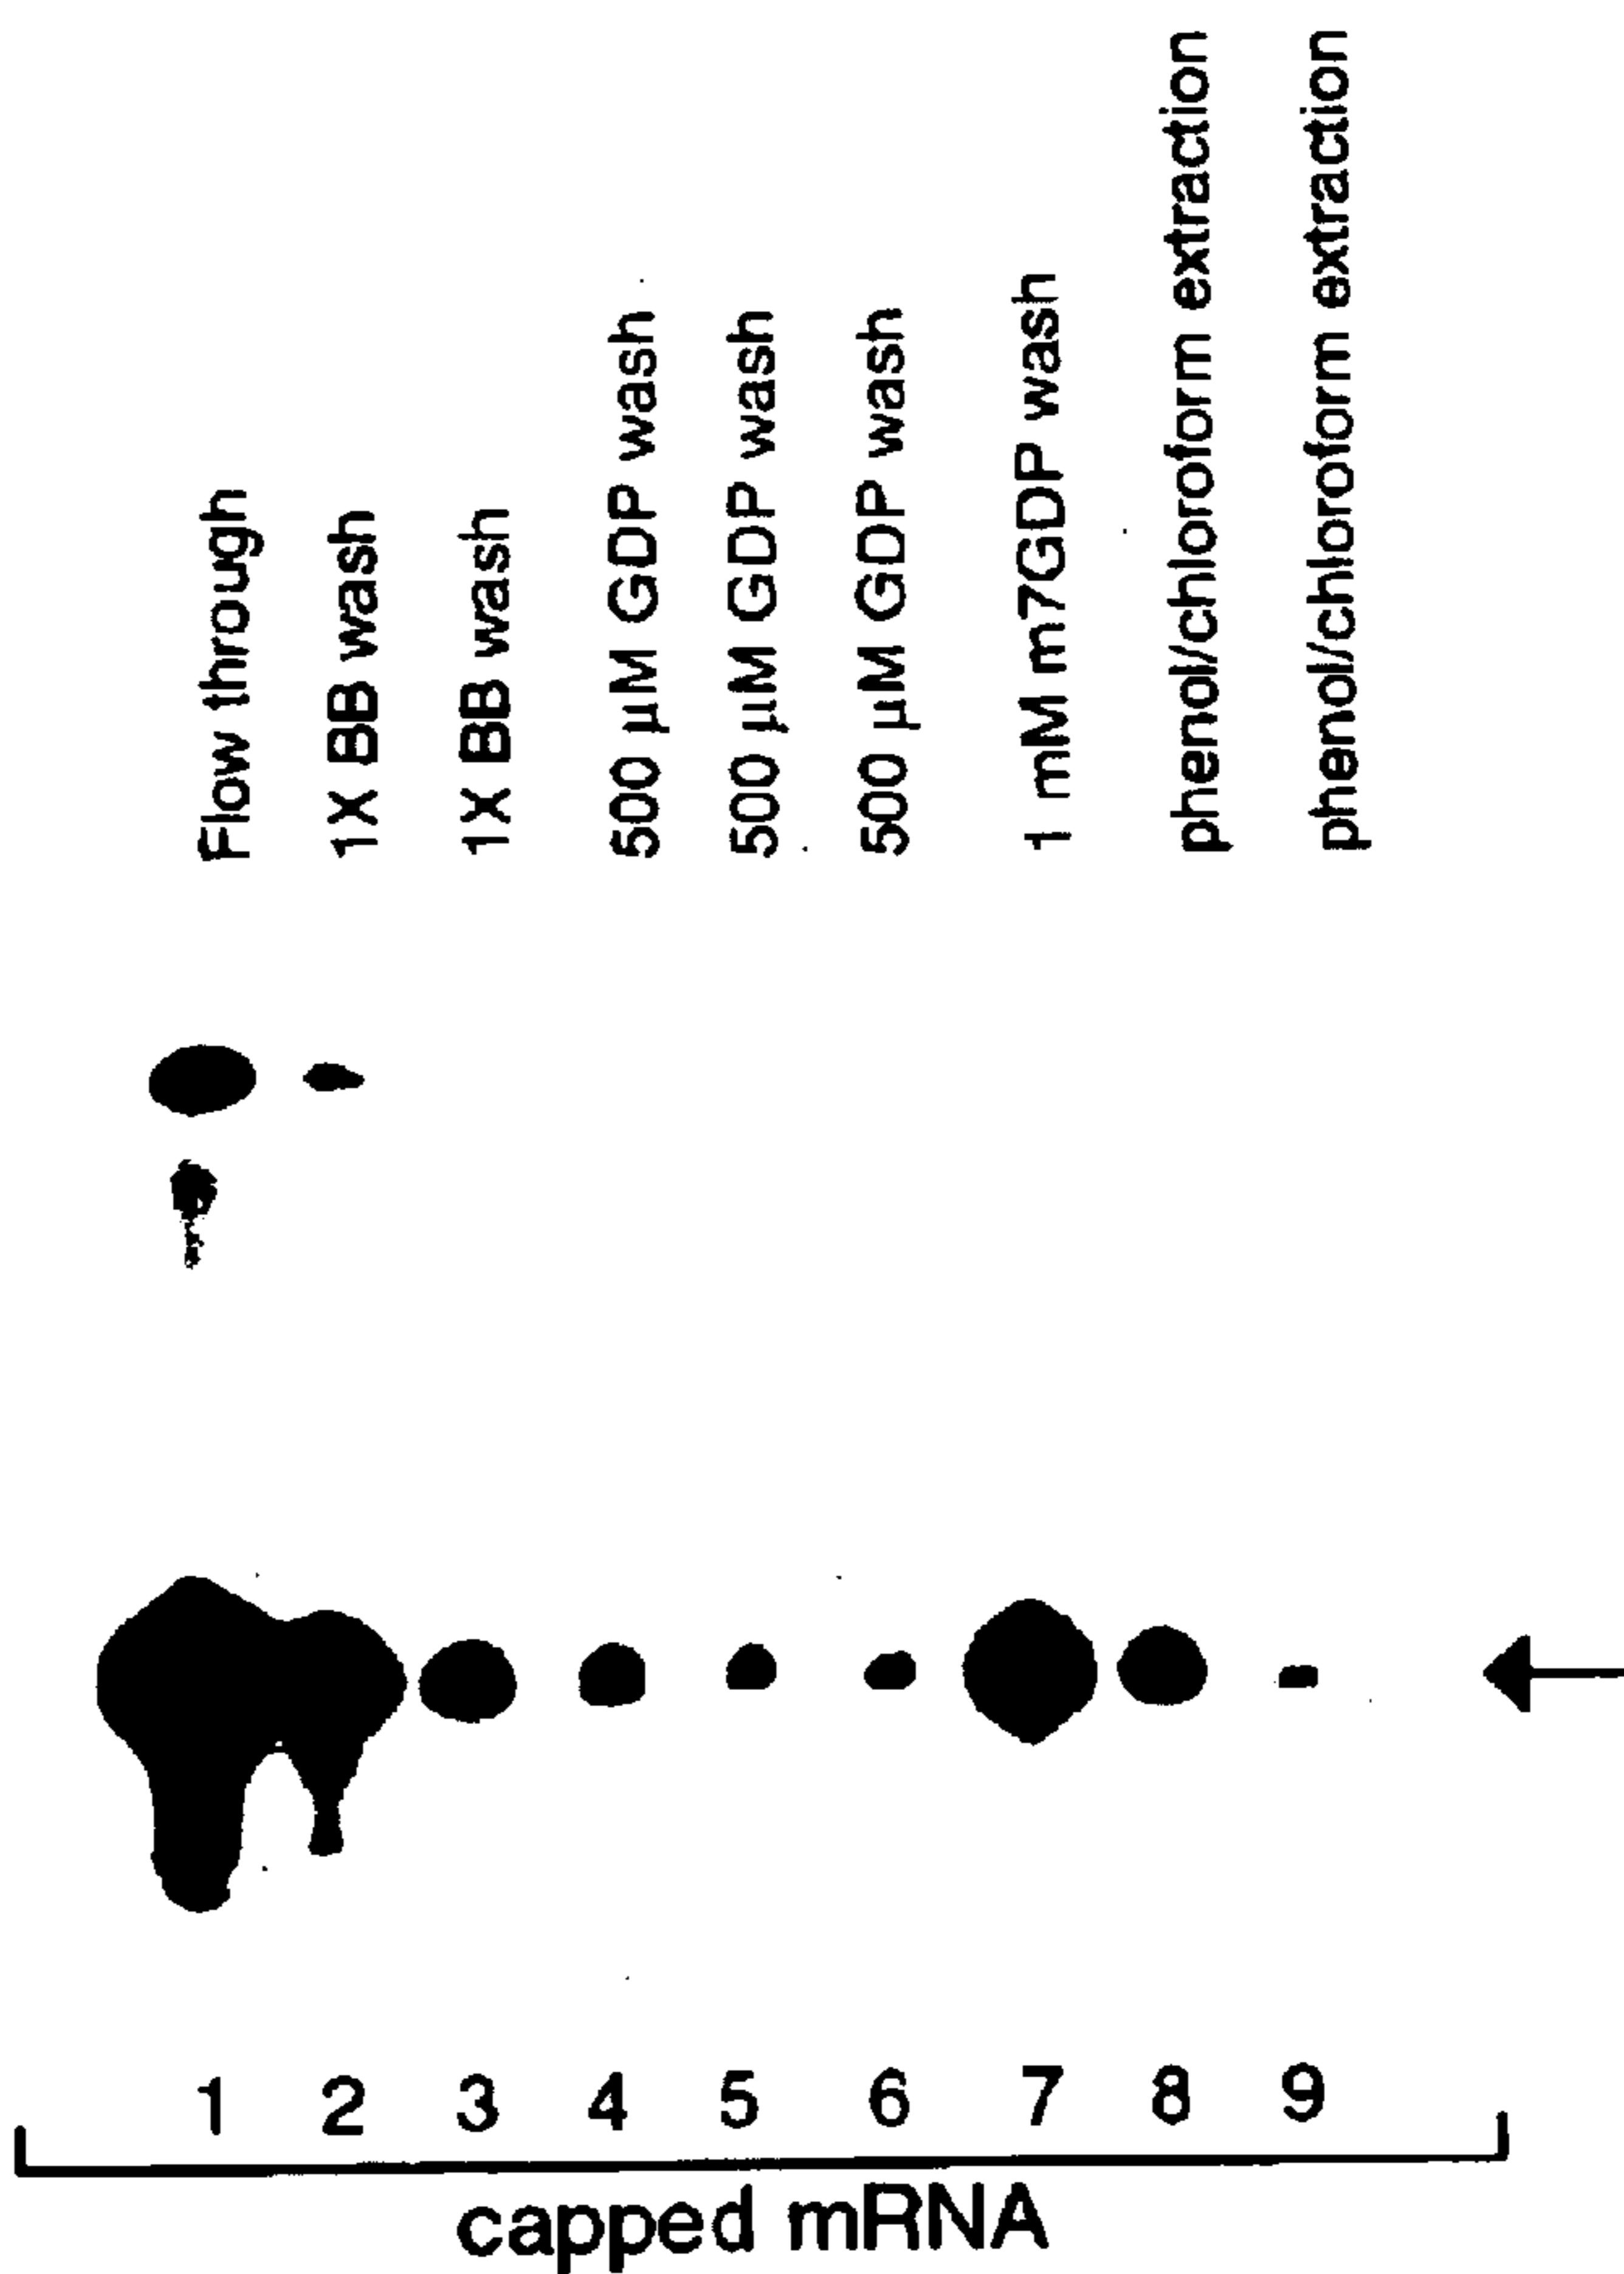 Flow through
1X BB wash
1X BB wash
500 µM GDP wash
500 µM GDP wash
500 µM GDP wash
1 mM m7GDP wash
phenol/chloroform extraction
phenol/chloroform extraction
1 2 3 4 5 6 7 8 9
capped mRNA